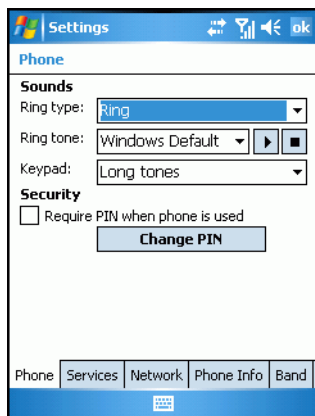 Settings
ok
Phone
Sounds
Ring type: Ring
Ring tone: Windows Default
Keypad: Long tones
Security
Require PIN when phone is used
Change PIN
Phone Services Network Phone Info Band